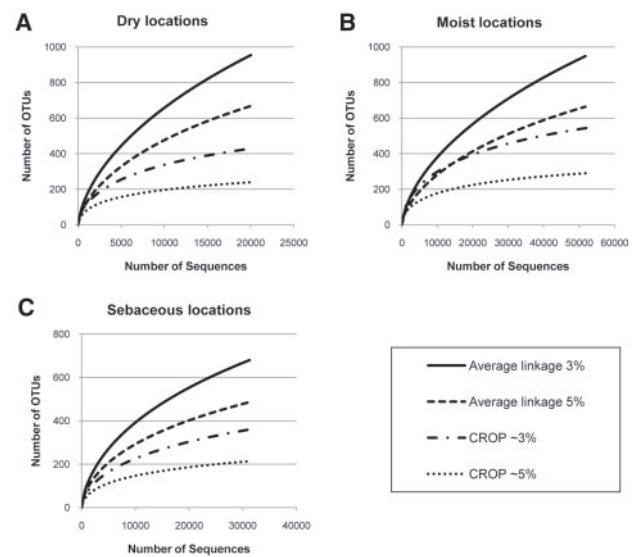 A
Dry locations
Number of OTUs
1000
800
600
400
200
0
0 5000 10000 15000 20000 25000
Number of Sequences
B
Moist locations
Number of OTUs
1000
800
600
400
200
0
0 10000 20000 30000 40000 50000 60000
Number of Sequences
C
Sebaceous locations
Number of OTUs
800
600
400
200
0
0 10000 20000 30000 40000
Number of Sequences
Average linkage 3%
Average linkage 5%
CROP ~3%
CROP ~5%